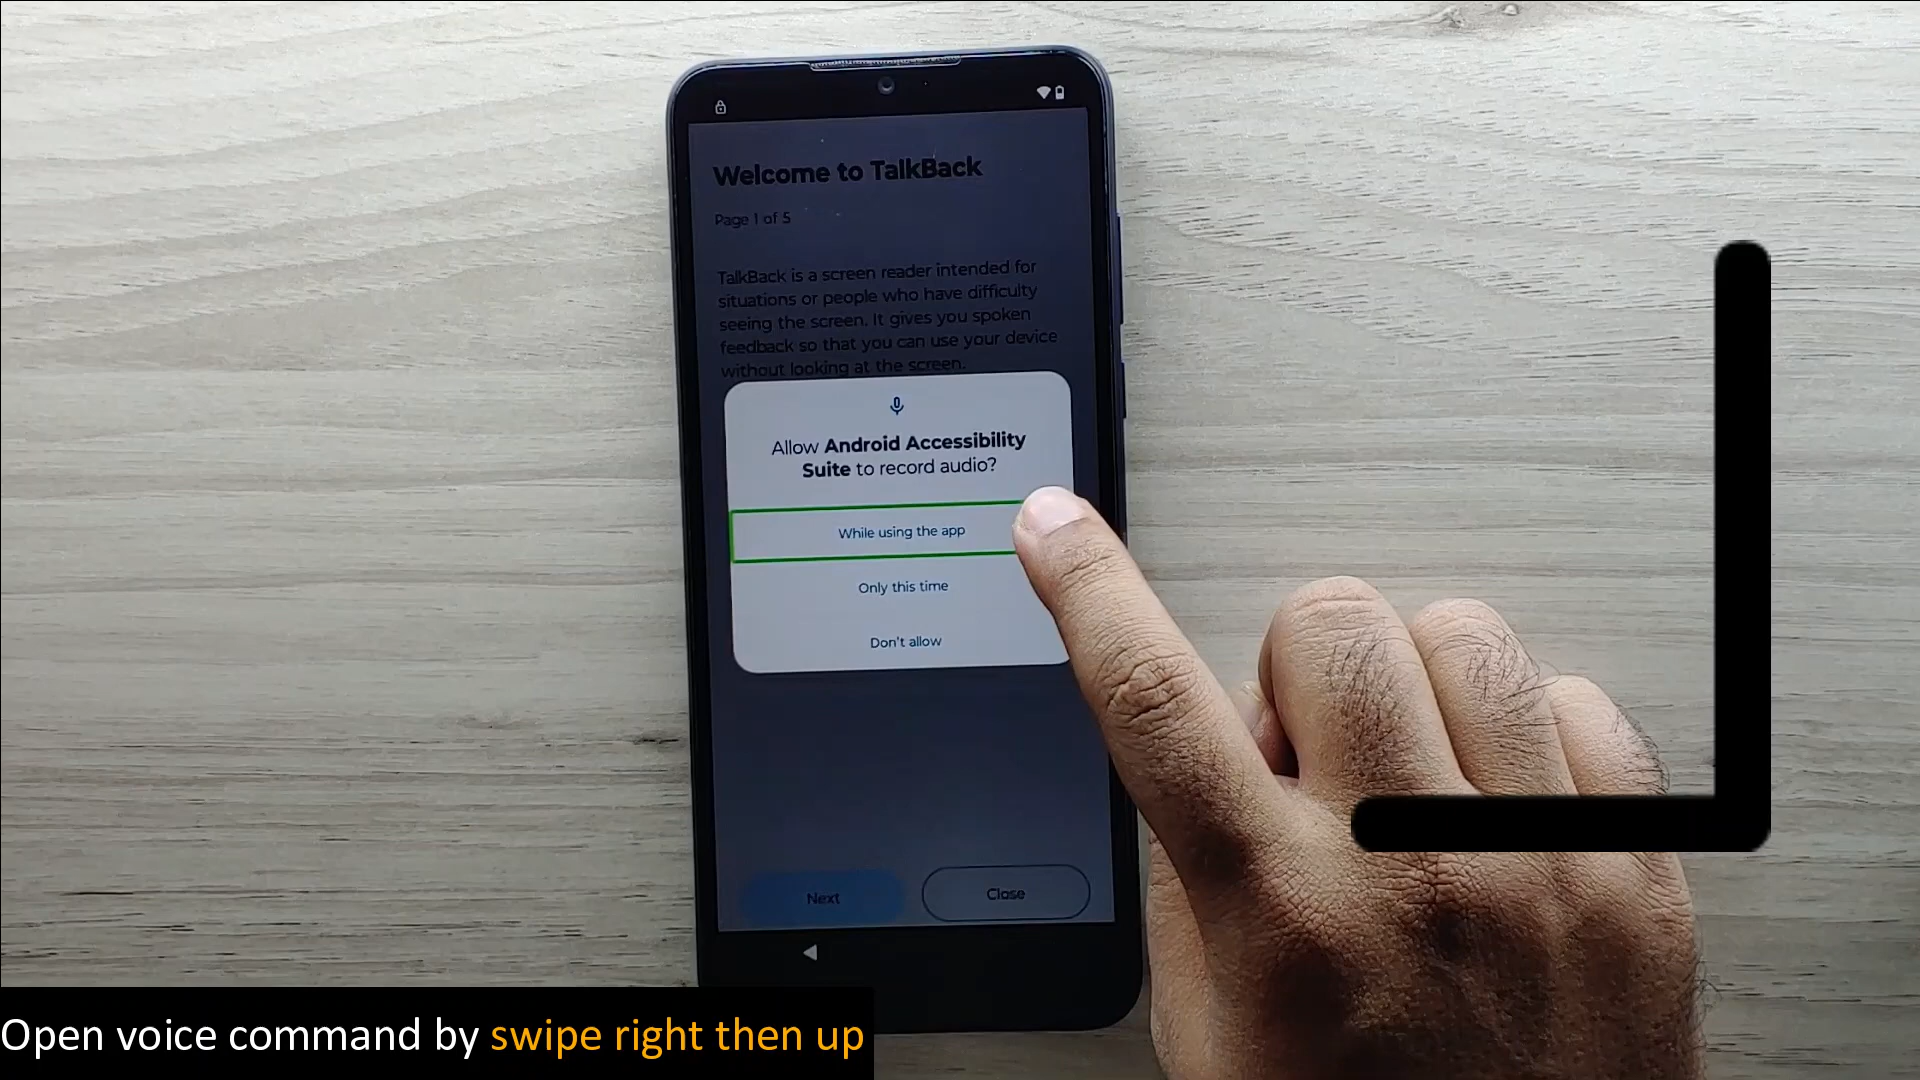 Welcome to TalkBack
Page 1 of 5
TalkBack is a screen reader intended for
situations or people who have difficulty
seeing the screen. It gives you spoken
feedback so that you can use your device
without looking at the screen.
Allow Android Accessibility
Suite to record audio?
While using the app
Only this time
Don't allow
Next
Close
Open voice command by swipe right then up